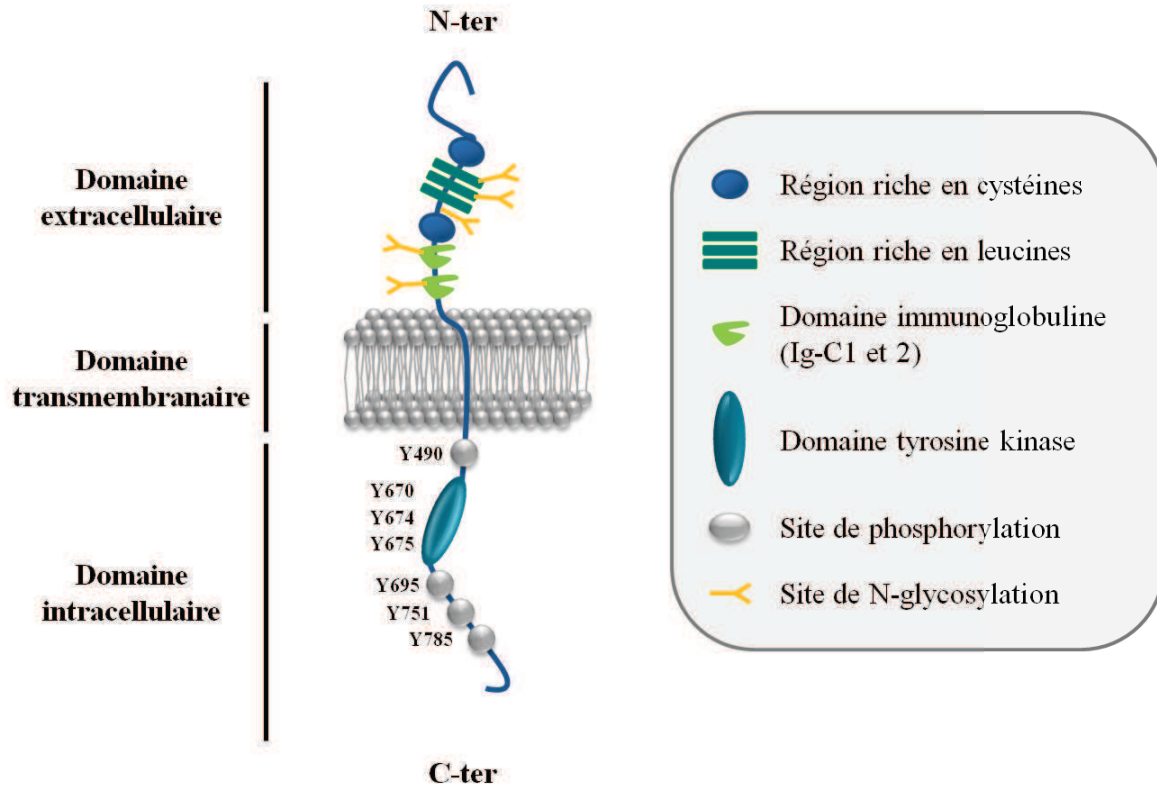 N-ter
Domaine
extracellulaire
Domaine
transmembranaire
Domaine
intracellulaire
Y490
Y670
Y674
Y675
Y695
Y751
Y785
C-ter
Région riche en cystéines
Région riche en leucines
Domaine immunoglobuline
(Ig-C1 et 2)
Domaine tyrosine kinase
Site de phosphorylation
Site de N-glycosylation